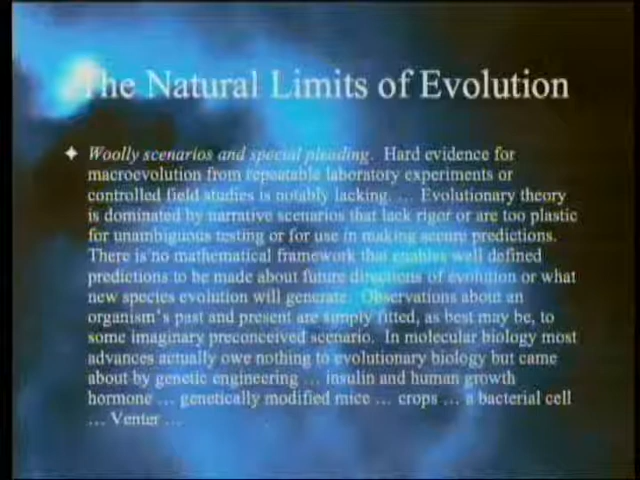 The Natural Limits of Evolution
Woolly scenarios and special pleading. Hard evidence for
macroevolution from repeatable laboratory experiments or
controlled field studies is notably lacking. ... Evolutionary theory
is dominated by narrative scenarios that lack rigor or are too plastic
for unambiguous testing or for use in making secure predictions.
There is no mathematical framework that enables well defined
predictions to be made about future directions of evolution or what
new species evolution will generate. Observations about an
organism's past and present are simply fitted, as best may be, to
some imaginary preconceived scenario. In molecular biology most
advances actually owe nothing to evolutionary biology but came
about by genetic engineering ... insulin and human growth
hormone ... genetically modified mice ... crops ... a bacterial cell
... Venter ...